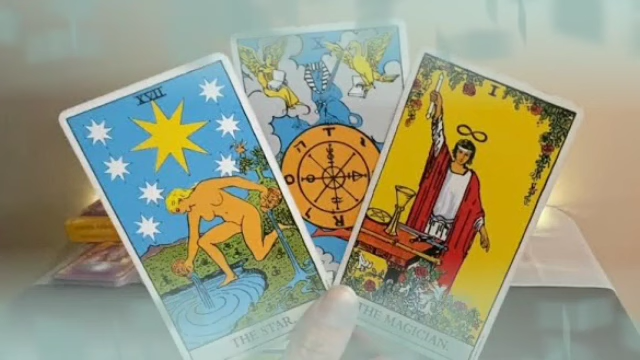 XVII
THE STAR.
X
I
THE MAGICIAN.